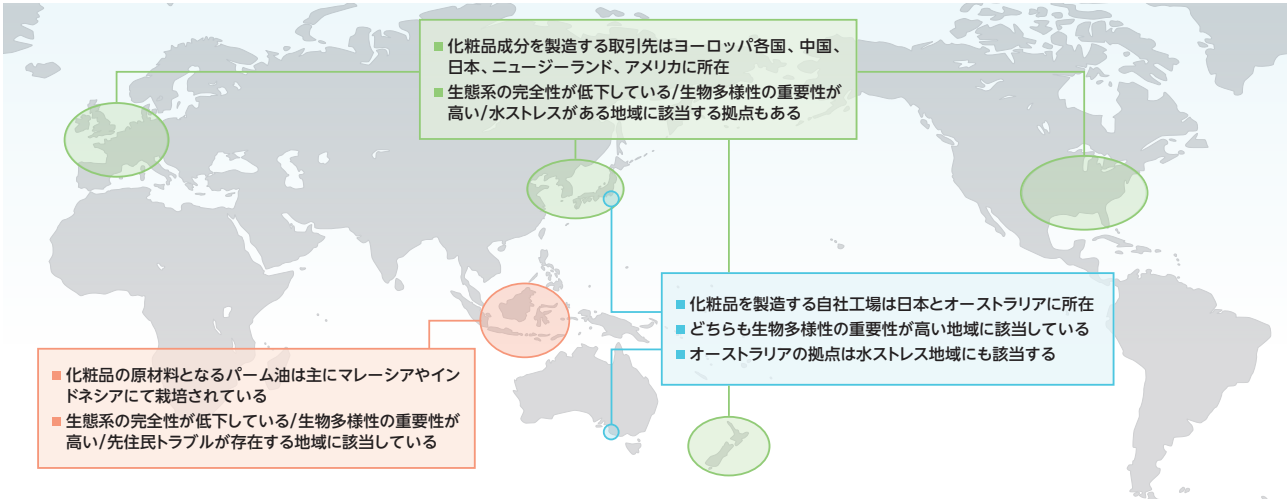 ■ 化粧品成分を製造する取引先はヨーロッパ各国、中国、
日本、ニュージーランド、アメリカに所在
■ 生態系の完全性が低下している/生物多様性の重要性が
高い/水ストレスがある地域に該当する拠点もある
■ 化粧品を製造する自社工場は日本とオーストラリアに所在
■ どちらも生物多様性の重要性が高い地域に該当している
■ オーストラリアの拠点は水ストレス地域にも該当する
■ 化粧品の原材料となるパーム油は主にマレーシアやイン
ドネシアにて栽培されている
■ 生態系の完全性が低下している/生物多様性の重要性が
高い/先住民トラブルが存在する地域に該当している